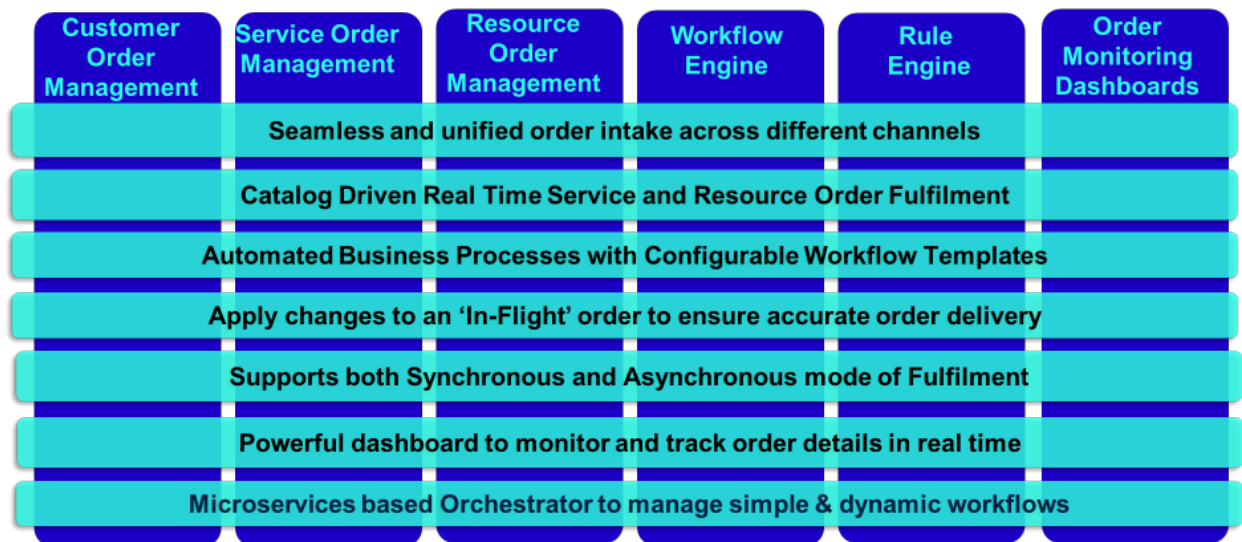 Customer
Order
Management
Service Order
Management
Resource
Order
Management
Workflow
Engine
Rule
Engine
Order
Monitoring
Dashboards
Seamless and unified order intake across different channels
Catalog Driven Real Time Service and Resource Order Fulfilment
Automated Business Processes with Configurable Workflow Templates
Apply changes to an ‘In-Flight’ order to ensure accurate order delivery
Supports both Synchronous and Asynchronous mode of Fulfilment
Powerful dashboard to monitor and track order details in real time
Microservices based Orchestrator to manage simple & dynamic workflows